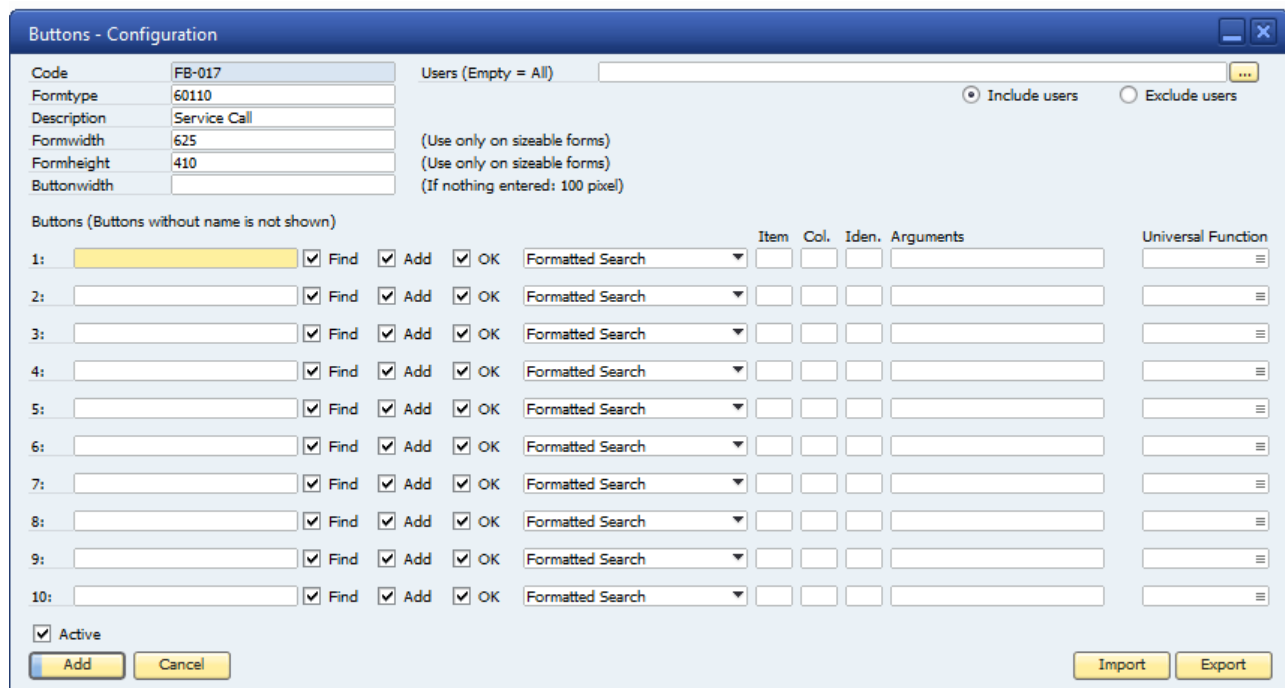 Buttons - Configuration
Code FB-017 Users (Empty = All) ...
Formtype 60110 Include users Exclude users
Description Service Call
Formwidth 625 (Use only on sizeable forms)
Formheight 410 (Use only on sizeable forms)
Buttonwidth (If nothing entered: 100 pixel)
Buttons (Buttons without name is not shown)
Item Col. Iden. Arguments Universal Function
1: Find Add OK Formatted Search
2: Find Add OK Formatted Search
3: Find Add OK Formatted Search
4: Find Add OK Formatted Search
5: Find Add OK Formatted Search
6: Find Add OK Formatted Search
7: Find Add OK Formatted Search
8: Find Add OK Formatted Search
9: Find Add OK Formatted Search
10: Find Add OK Formatted Search
Active
Add Cancel Import Export